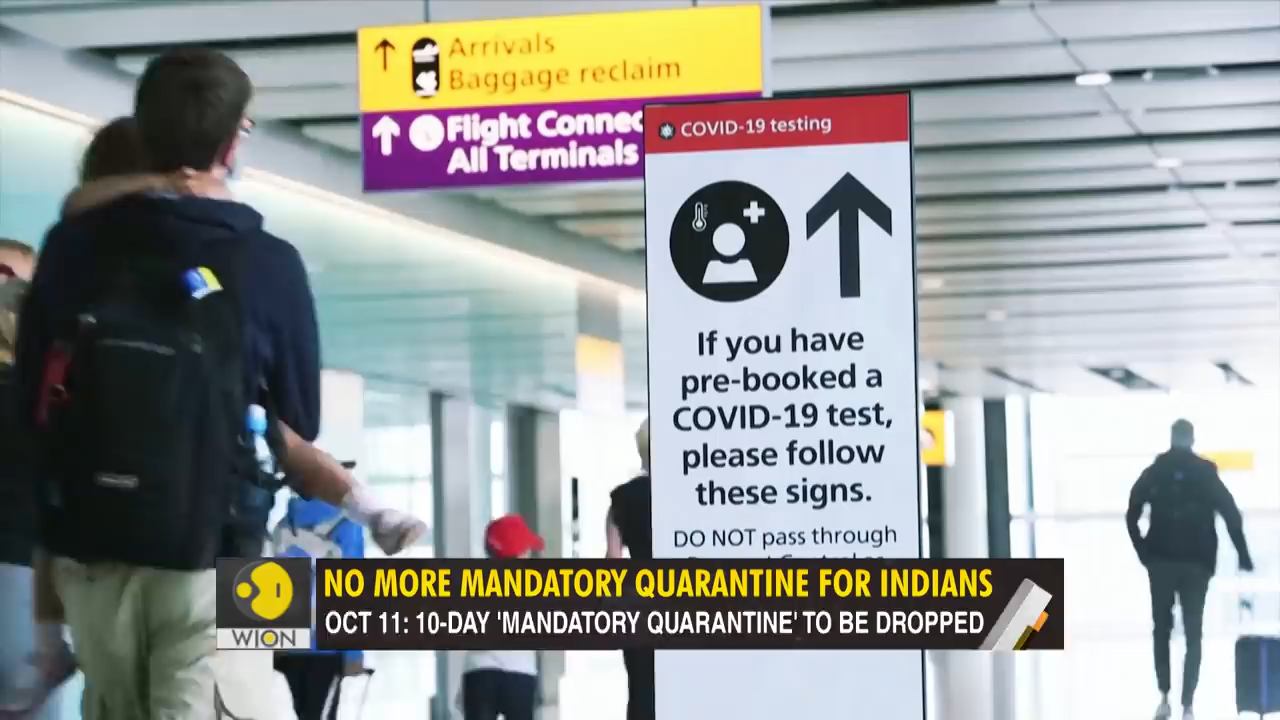 Arrivals
Baggage reclaim
Flight Connec
All Terminals
COVID-19 testing
If you have
pre-booked a
COVID-19 test,
please follow
these signs.
DO NOT pass through
NO MORE MANDATORY QUARANTINE FOR INDIANS
OCT 11: 10-DAY 'MANDATORY QUARANTINE' TO BE DROPPED
WION